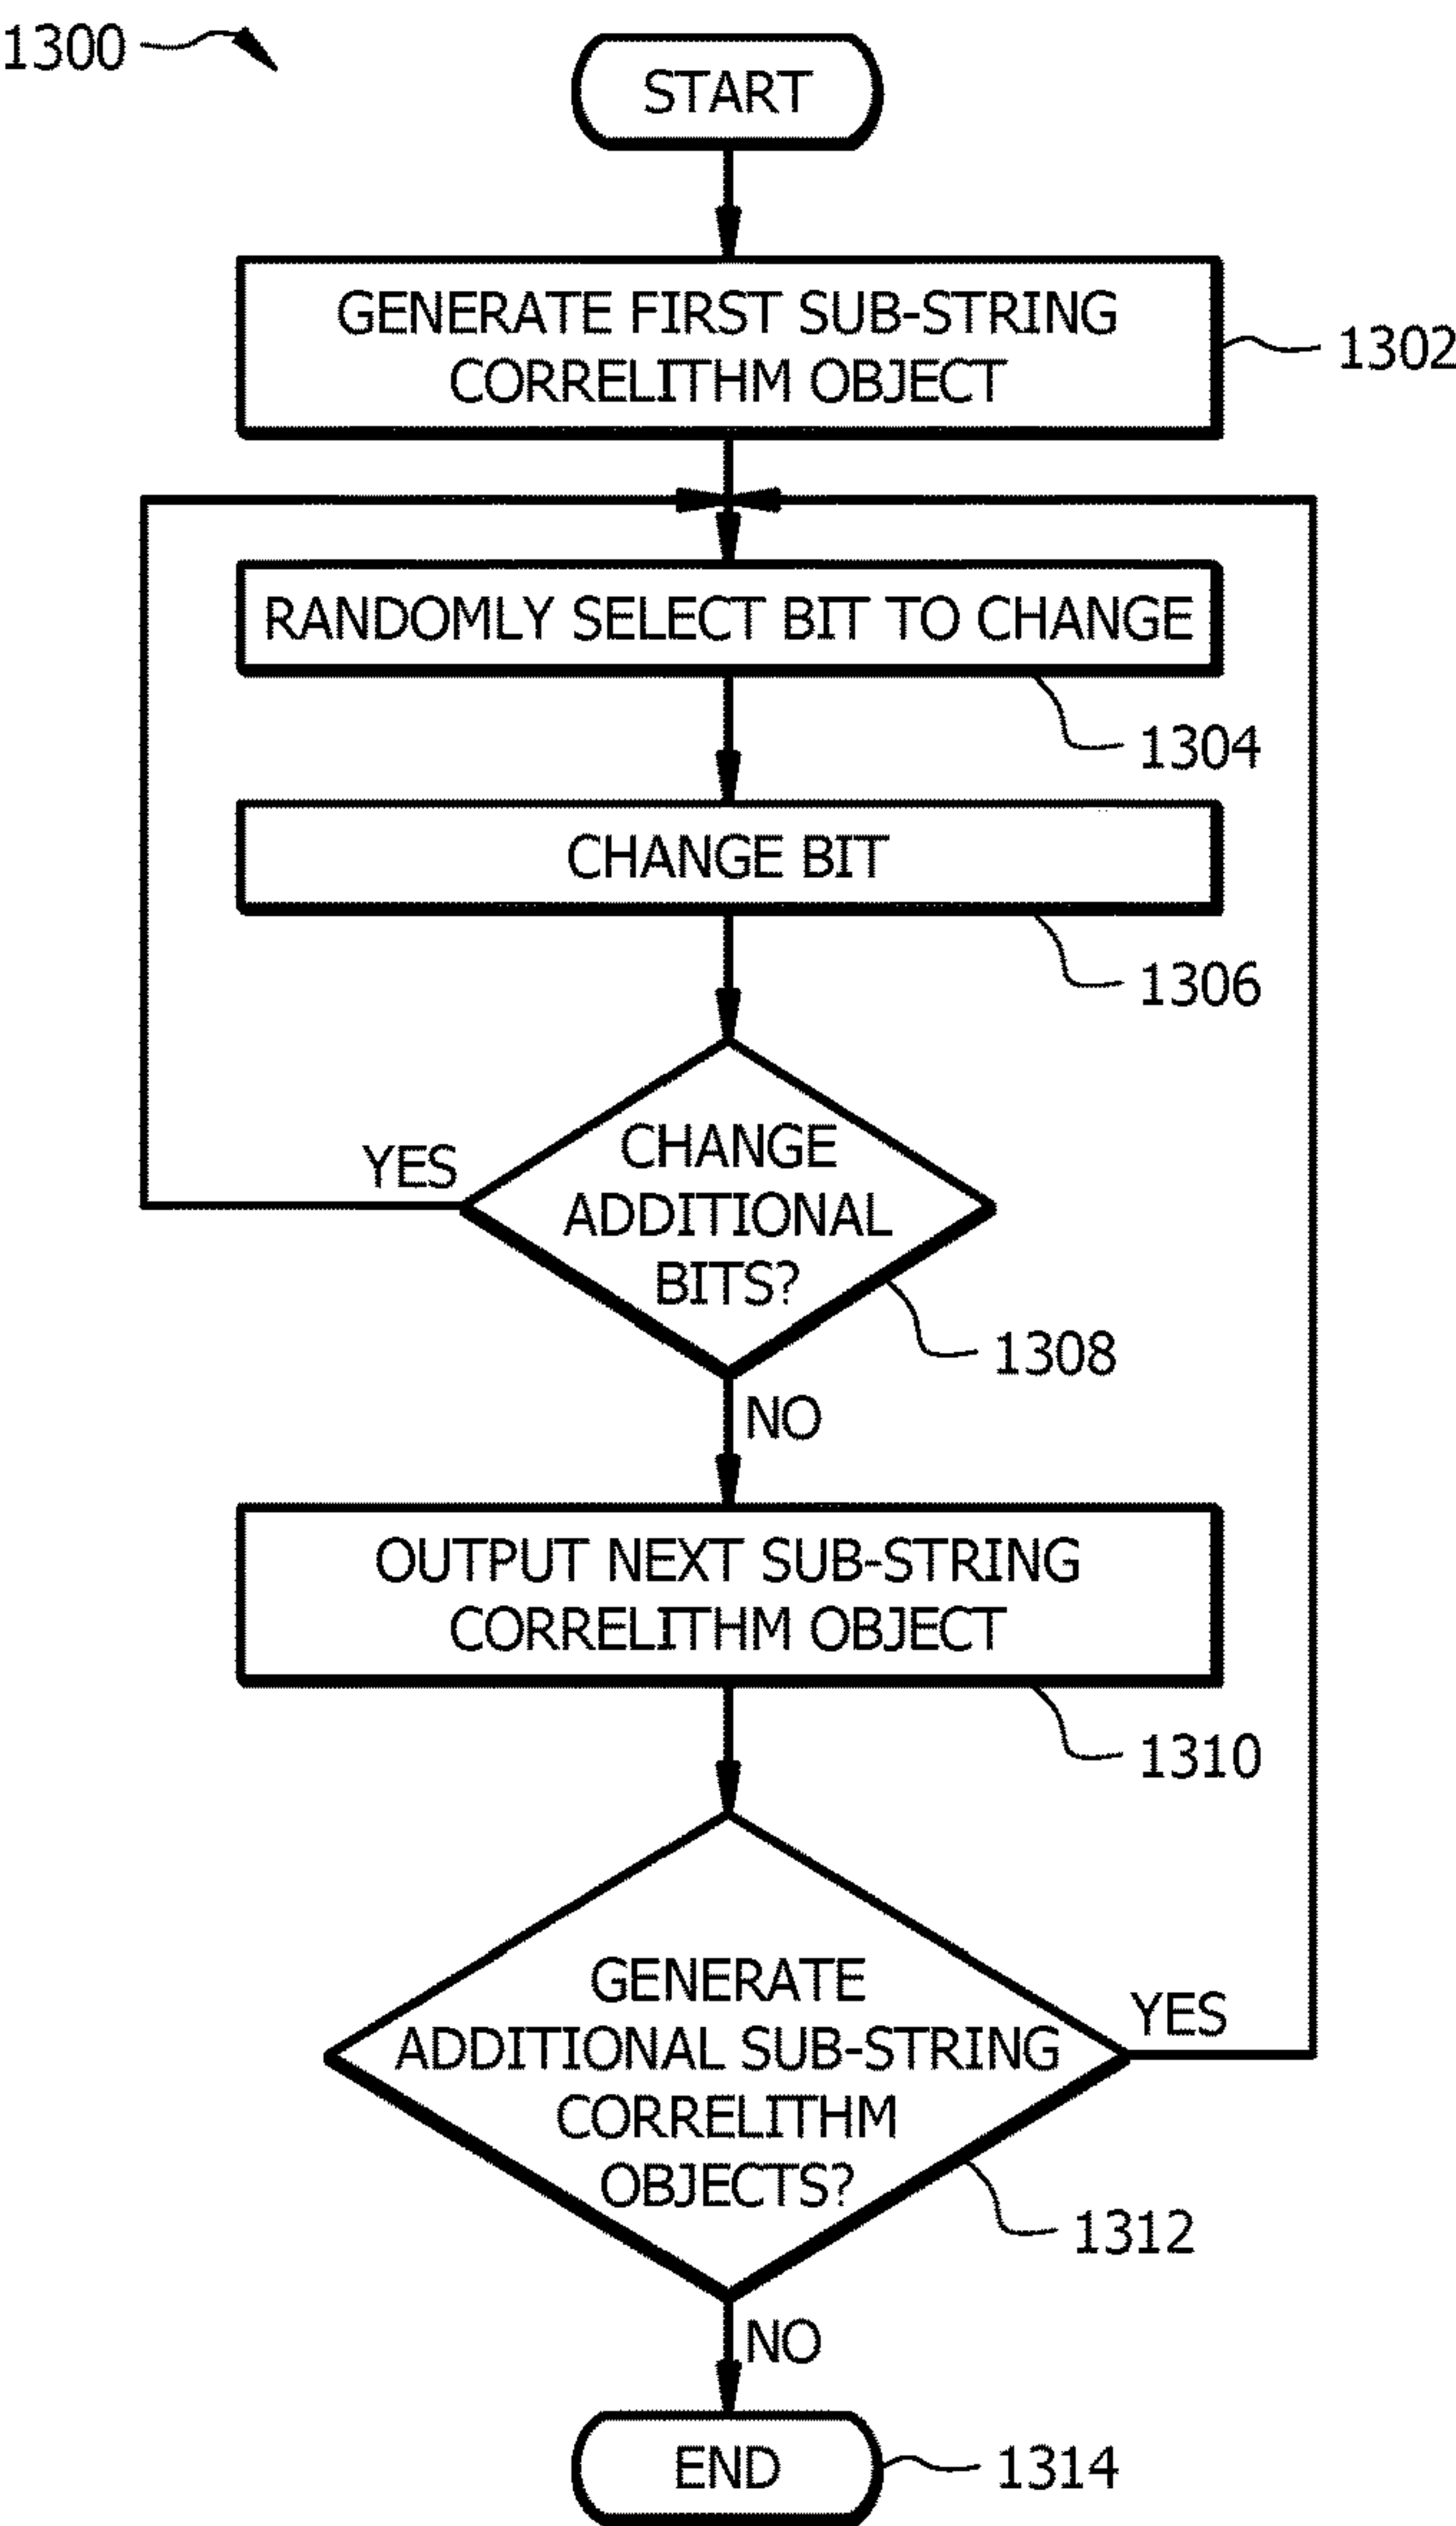 1300
START
GENERATE FIRST SUB-STRING
CORRELITHM OBJECT
1302
RANDOMLY SELECT BIT TO CHANGE
1304
CHANGE BIT
1306
CHANGE
ADDITIONAL
BITS?
YES
1308
NO
OUTPUT NEXT SUB-STRING
CORRELITHM OBJECT
1310
GENERATE
ADDITIONAL SUB-STRING
CORRELITHM
OBJECTS?
YES
1312
NO
END
1314